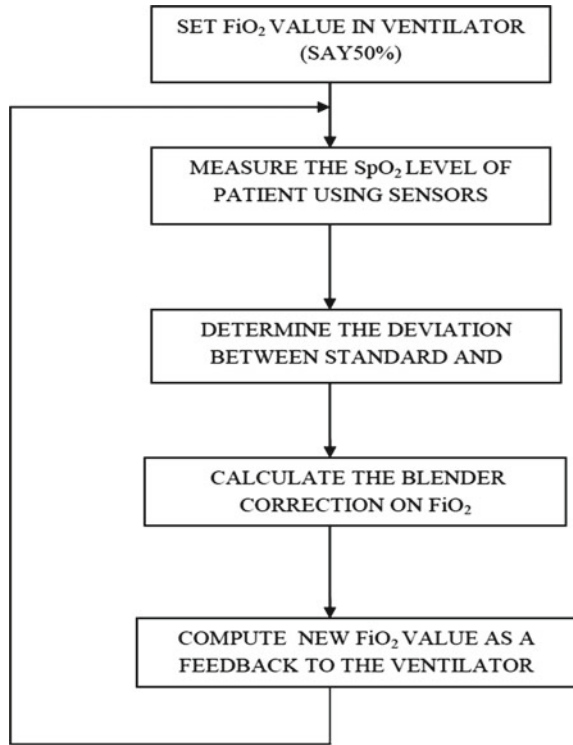 SET FiO₂ VALUE IN VENTILATOR
(SAY50%)
MEASURE THE SpO₂ LEVEL OF
PATIENT USING SENSORS
DETERMINE THE DEVIATION
BETWEEN STANDARD AND
CALCULATE THE BLENDER
CORRECTION ON FiO₂
COMPUTE NEW FiO₂ VALUE AS A
FEEDBACK TO THE VENTILATOR